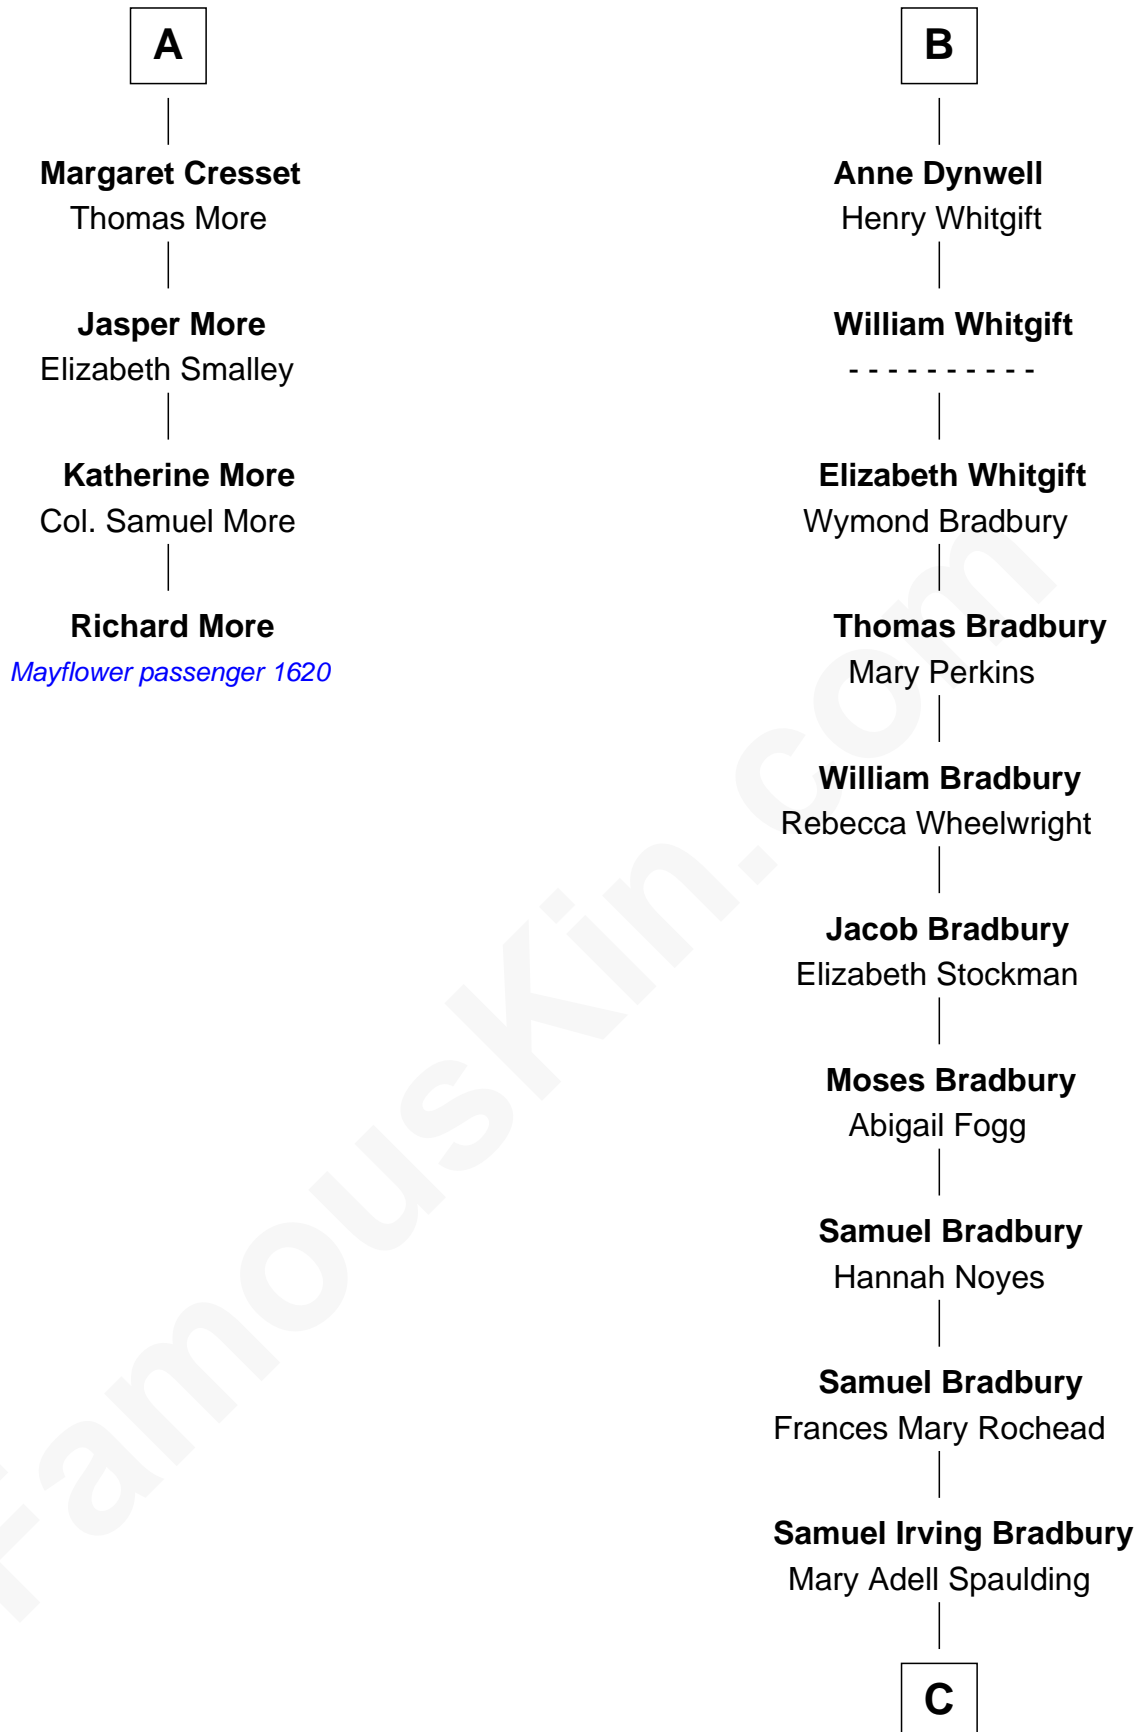 A
Margaret Cresset
Thomas More
Jasper More
Elizabeth Smalley
Katherine More
Col. Samuel More
Richard More
Mayflower passenger 1620
B
Anne Dynwell
Henry Whitgift
William Whitgift
- - - - - - - - - -
Elizabeth Whitgift
Wymond Bradbury
Thomas Bradbury
Mary Perkins
William Bradbury
Rebecca Wheelwright
Jacob Bradbury
Elizabeth Stockman
Moses Bradbury
Abigail Fogg
Samuel Bradbury
Hannah Noyes
Samuel Bradbury
Frances Mary Rochead
Samuel Irving Bradbury
Mary Adell Spaulding
C
FamousKin.com